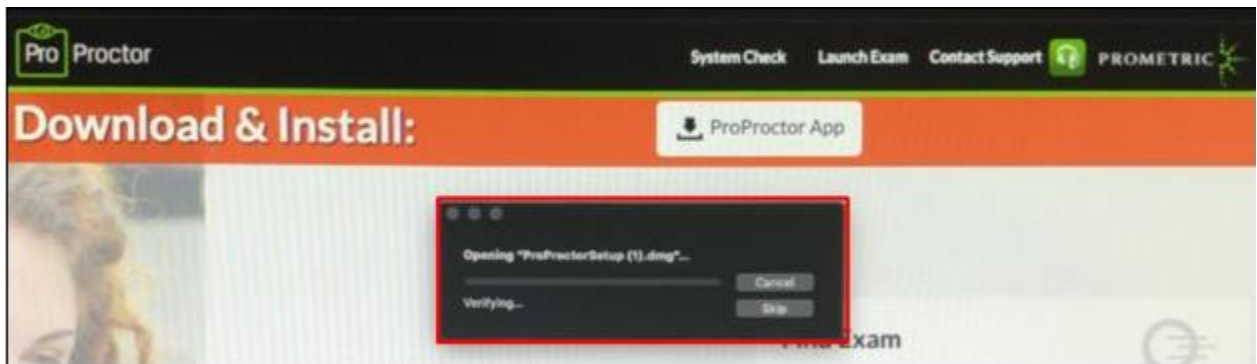 Pro Proctor
System Check Launch Exam Contact Support PROMETRIC
Download & Install:
ProProctor App
Opening "ProProctorSetup (1).dmg"...
Cancel
Verifying...
Skip
Exam